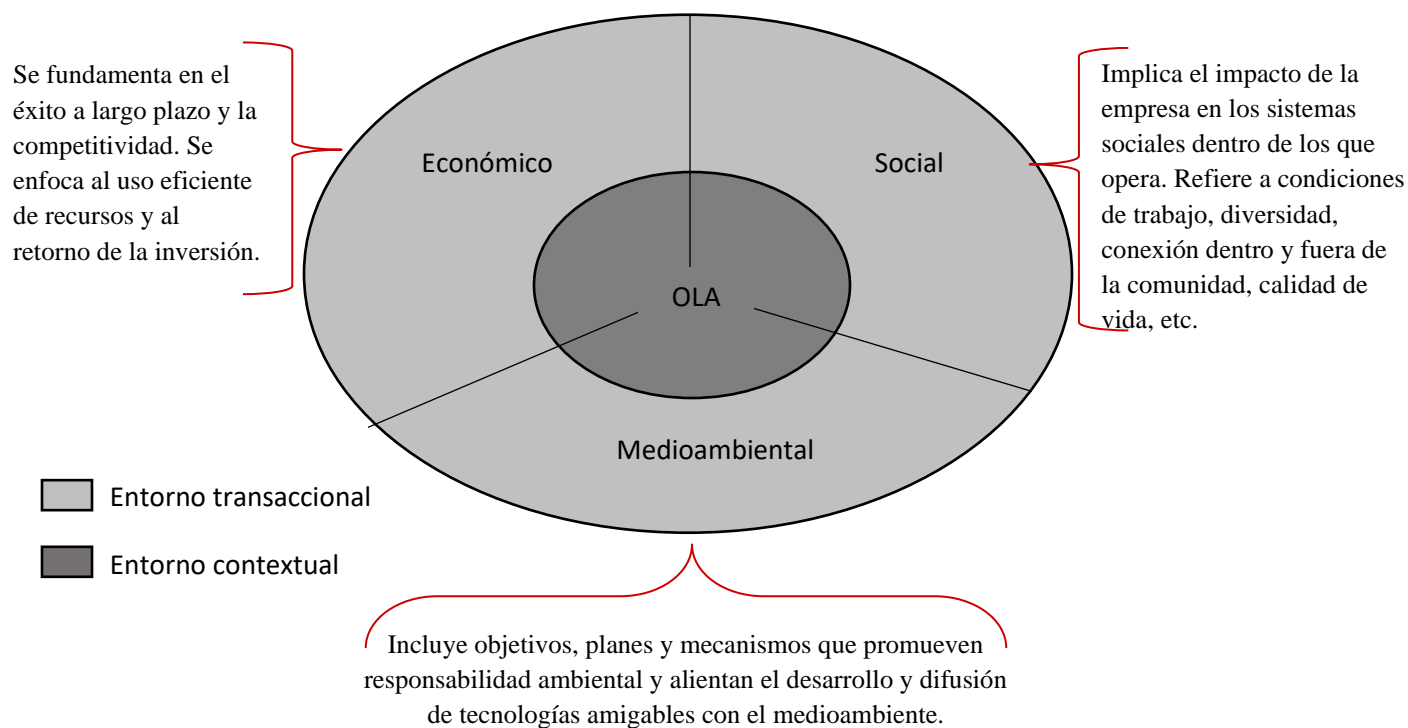 Se fundamenta en el
éxito a largo plazo y la
competitividad. Se
enfoca al uso eficiente
de recursos y al
retorno de la inversión.
Económico
Social
OLA
Medioambiental
Implica el impacto de la
empresa en los sistemas
sociales dentro de los que
opera. Refiere a condiciones
de trabajo, diversidad,
conexión dentro y fuera de
la comunidad, calidad de
vida, etc.
Entorno transaccional
Entorno contextual
Incluye objetivos, planes y mecanismos que promueven
responsabilidad ambiental y alientan el desarrollo y difusión
de tecnologías amigables con el medioambiente.